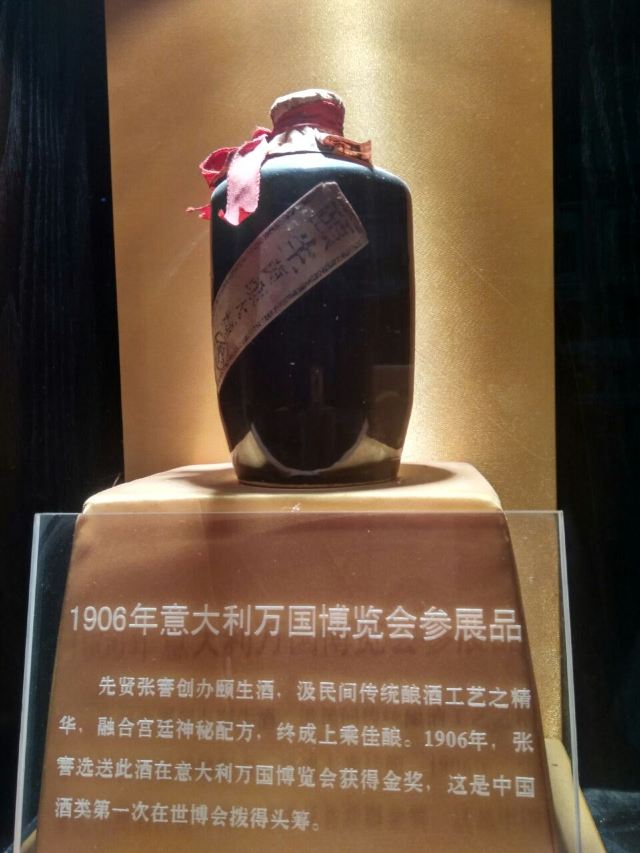 1906年意大利万国博览会参展品
先贤张謇创办颐生酒，汲民间传统酿酒工艺之精
华，融合宫廷神秘配方，终成上乘佳酿。1906年，张
謇选送此酒在意大利万国博览会获得金奖，这是中国
酒类第一次在世博会拨得头筹。